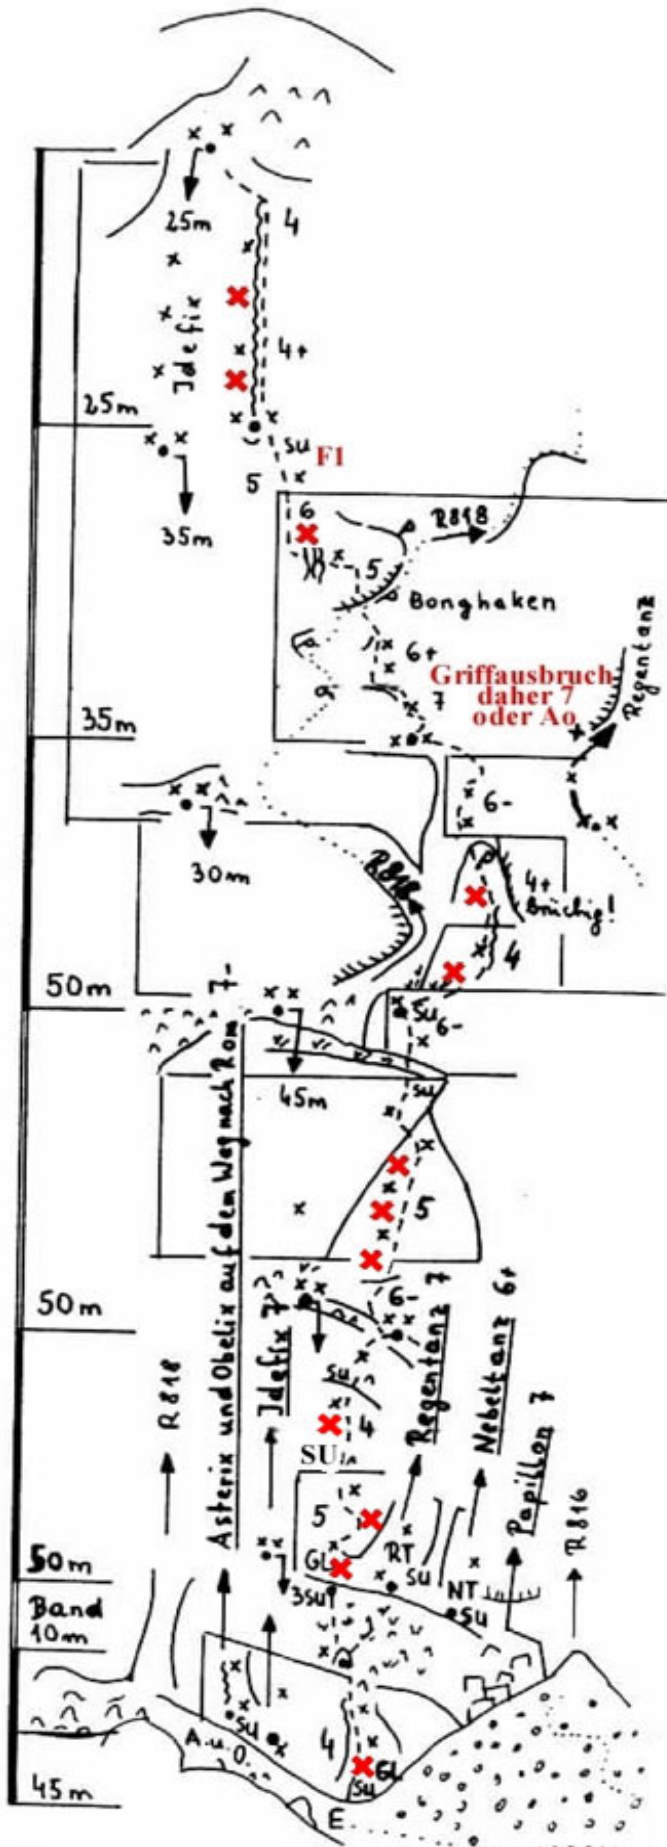 4
25m
Idefix
4+
25m
su
F1
5
6
R818
35m
5
Bonghaken
6+
Regentanz
Griffausbruch
daher 7
oder Ao
7
35m
6-
30m
R818
4+
brüchig!
4
50m
su
6-
45m
su
Asterix und Obelix auf dem Weg nach Rom 7-
5
50m
6-
R818
Idefix 7
su
4
Regentanz 7
Nebeltanz 6+
Papillon 7
R816
SU
5
RT
su
GL
3su
NT
su
50m
Band
10m
su
A.u.O.
4
GL
su
45m
E